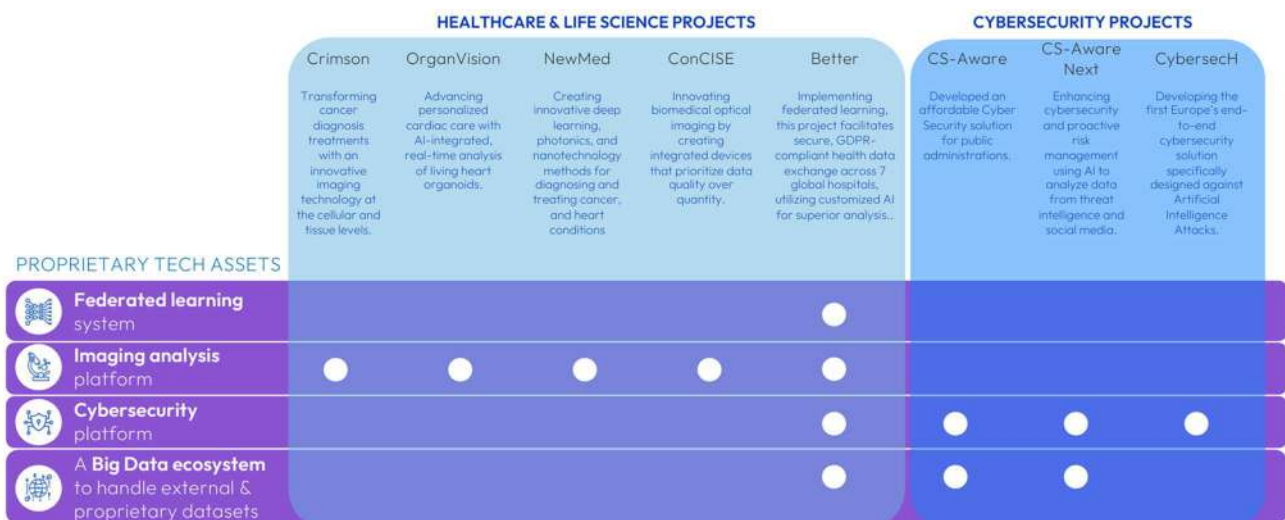 HEALTHCARE & LIFE SCIENCE PROJECTS
CYBERSECURITY PROJECTS
Crimson
Transforming
cancer
diagnosis
treatments
with an
innovative
imaging
technology at
the cellular and
tissue levels.
OrganVision
Advancing
personalized
cardiac care with
AI-integrated,
real-time analysis
of living heart
organoids.
NewMed
Creating
innovative deep
learning,
photonics, and
nanotechnology
methods for
diagnosing and
treating cancer,
and heart
conditions
ConCISE
Innovating
biomedical optical
imaging by
creating
integrated devices
that prioritize data
quality over
quantity.
Better
Implementing
federated learning,
this project facilitates
secure, GDPR-
compliant health data
exchange across 7
global hospitals,
utilizing customized AI
for superior analysis..
CS-Aware
Developed an
affordable Cyber
Security solution
for public
administrations.
CS-Aware
Next
Enhancing
cybersecurity
and proactive
risk
management
using AI to
analyze data
from threat
intelligence and
social media.
CybersecH
Developing the
first Europe's end-
to-end
cybersecurity
solution
specifically
designed against
Artificial
Intelligence
Attacks.
PROPRIETARY TECH ASSETS
Federated learning
system
Imaging analysis
platform
Cybersecurity
platform
A Big Data ecosystem
to handle external &
proprietary datasets